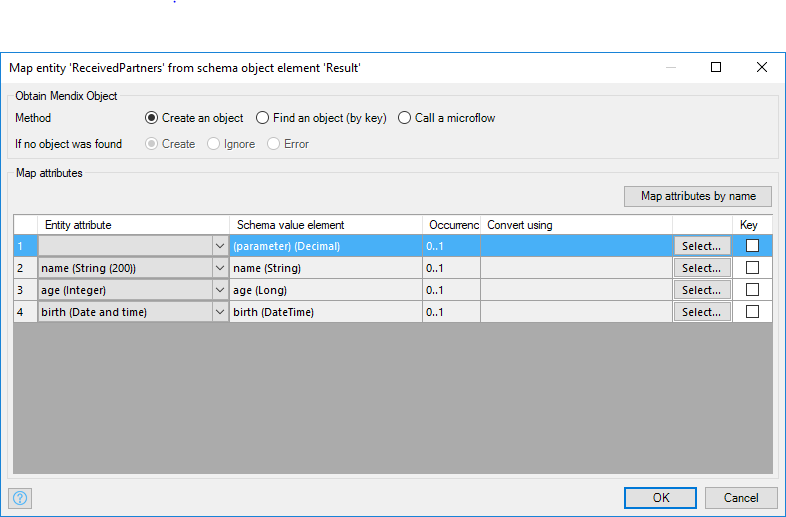 Map entity 'ReceivedPartners' from schema object element 'Result'
Obtain Mendix Object
Method Create an object Find an object (by key) Call a microflow
If no object was found Create Ignore Error
Map attributes
Map attributes by name
Entity attribute Schema value element Occurrenc Convert using Key
1 (parameter) (Decimal) 0..1 Select...
2 name (String (200)) name (String) 0..1 Select...
3 age (Integer) age (Long) 0..1 Select...
4 birth (Date and time) birth (DateTime) 0..1 Select...
? OK Cancel